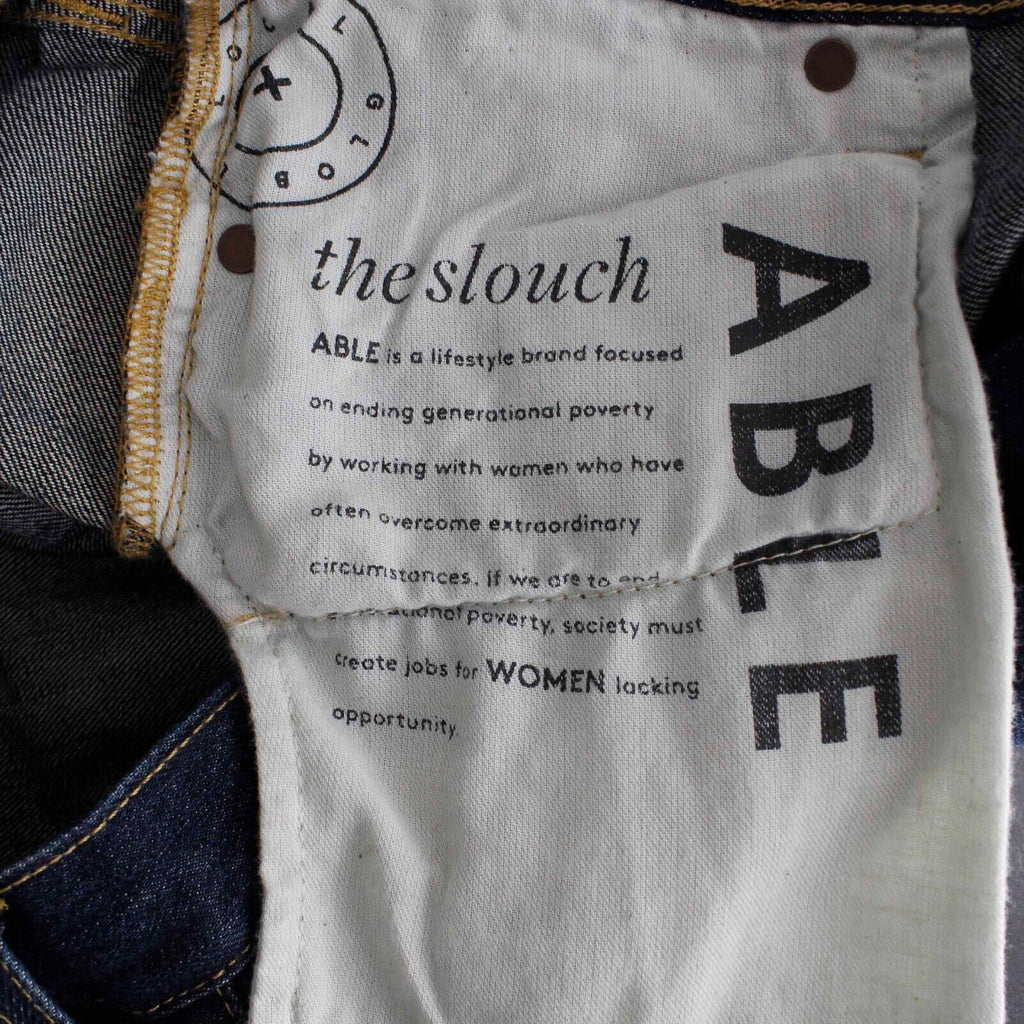 L O
L G L O B
X
the slouch
ABLE is a lifestyle brand focused
on ending generational poverty
by working with women who have
often overcome extraordinary
circumstances. If we are to end
poverty, society must
create jobs for WOMEN lacking
opportunity.
ABLE